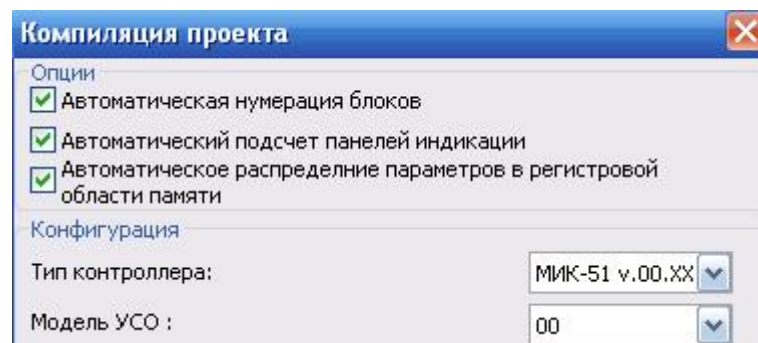 Компиляция проекта
Опции
Автоматическая нумерация блоков
Автоматический подсчет панелей индикации
Автоматическое распределние параметров в регистровой
области памяти
Конфигурация
Тип контроллера: МИК-51 v.00.XX
Модель УСО : 00